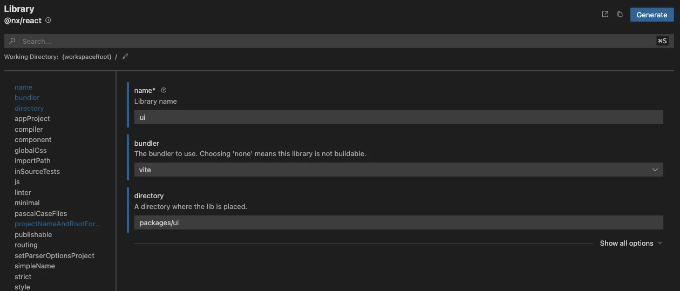 Library
@nx/react
Generate
Search...
⌘S
Working Directory: {workspaceRoot} /
name
bundler
directory
appProject
compiler
component
globalCss
importPath
inSourceTests
js
linter
minimal
pascalCaseFiles
projectNameAndRootFor...
publishable
routing
setParserOptionsProject
simpleName
strict
style
name*
Library name
ui
bundler
The bundler to use. Choosing 'none' means this library is not buildable.
vite
directory
A directory where the lib is placed.
packages/ui
Show all options